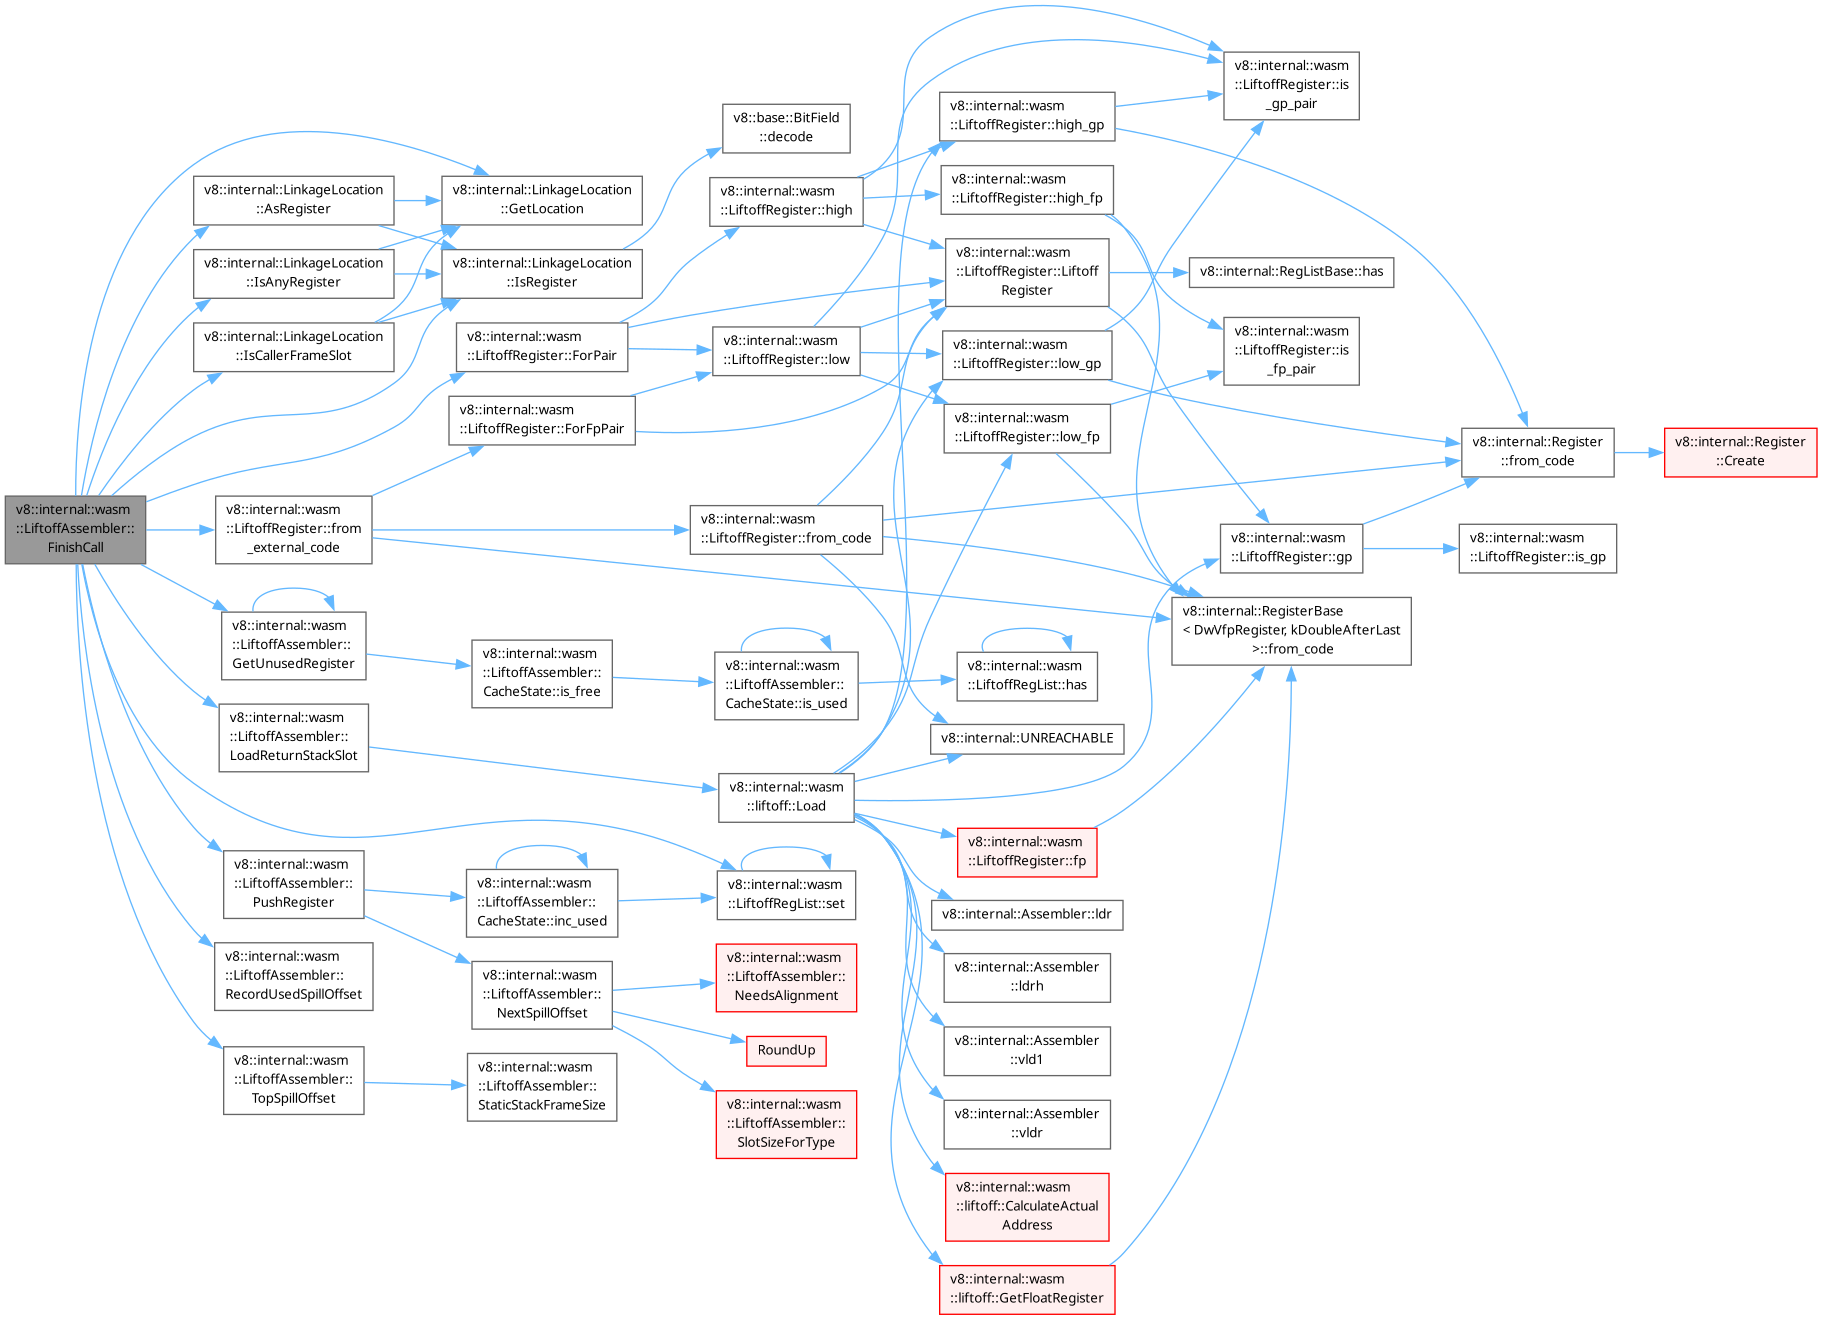 v8::internal::wasm
::LiftoffAssembler::
FinishCall
v8::internal::LinkageLocation
::AsRegister
v8::internal::LinkageLocation
::IsAnyRegister
v8::internal::LinkageLocation
::IsCallerFrameSlot
v8::internal::wasm
::LiftoffRegister::from
_external_code
v8::internal::wasm
::LiftoffAssembler::
GetUnusedRegister
v8::internal::wasm
::LiftoffAssembler::
LoadReturnStackSlot
v8::internal::wasm
::LiftoffAssembler::
PushRegister
v8::internal::wasm
::LiftoffAssembler::
RecordUsedSpillOffset
v8::internal::wasm
::LiftoffAssembler::
TopSpillOffset
v8::internal::LinkageLocation
::GetLocation
v8::internal::LinkageLocation
::IsRegister
v8::internal::wasm
::LiftoffRegister::ForPair
v8::internal::wasm
::LiftoffRegister::ForFpPair
v8::internal::wasm
::LiftoffAssembler::
CacheState::is_free
v8::internal::wasm
::LiftoffAssembler::
CacheState::inc_used
v8::internal::wasm
::LiftoffAssembler::
NextSpillOffset
v8::internal::wasm
::LiftoffAssembler::
StaticStackFrameSize
v8::base::BitField
::decode
v8::internal::wasm
::LiftoffRegister::high
v8::internal::wasm
::LiftoffRegister::low
v8::internal::wasm
::LiftoffRegister::from_code
v8::internal::wasm
::LiftoffAssembler::
CacheState::is_used
v8::internal::wasm
::liftoff::Load
v8::internal::wasm
::LiftoffRegList::set
v8::internal::wasm
::LiftoffAssembler::
NeedsAlignment
RoundUp
v8::internal::wasm
::LiftoffAssembler::
SlotSizeForType
v8::internal::wasm
::LiftoffRegister::high_gp
v8::internal::wasm
::LiftoffRegister::high_fp
v8::internal::wasm
::LiftoffRegister::Liftoff
Register
v8::internal::wasm
::LiftoffRegister::low_gp
v8::internal::wasm
::LiftoffRegister::low_fp
v8::internal::wasm
::LiftoffRegList::has
v8::internal::UNREACHABLE
v8::internal::wasm
::LiftoffRegister::fp
v8::internal::Assembler::ldr
v8::internal::Assembler
::ldrh
v8::internal::Assembler
::vld1
v8::internal::Assembler
::vldr
v8::internal::wasm
::liftoff::CalculateActual
Address
v8::internal::wasm
::liftoff::GetFloatRegister
v8::internal::wasm
::LiftoffRegister::is
_gp_pair
v8::internal::RegListBase::has
v8::internal::wasm
::LiftoffRegister::is
_fp_pair
v8::internal::wasm
::LiftoffRegister::gp
v8::internal::RegisterBase
< DwVfpRegister, kDoubleAfterLast
>::from_code
v8::internal::Register
::from_code
v8::internal::wasm
::LiftoffRegister::is_gp
v8::internal::Register
::Create